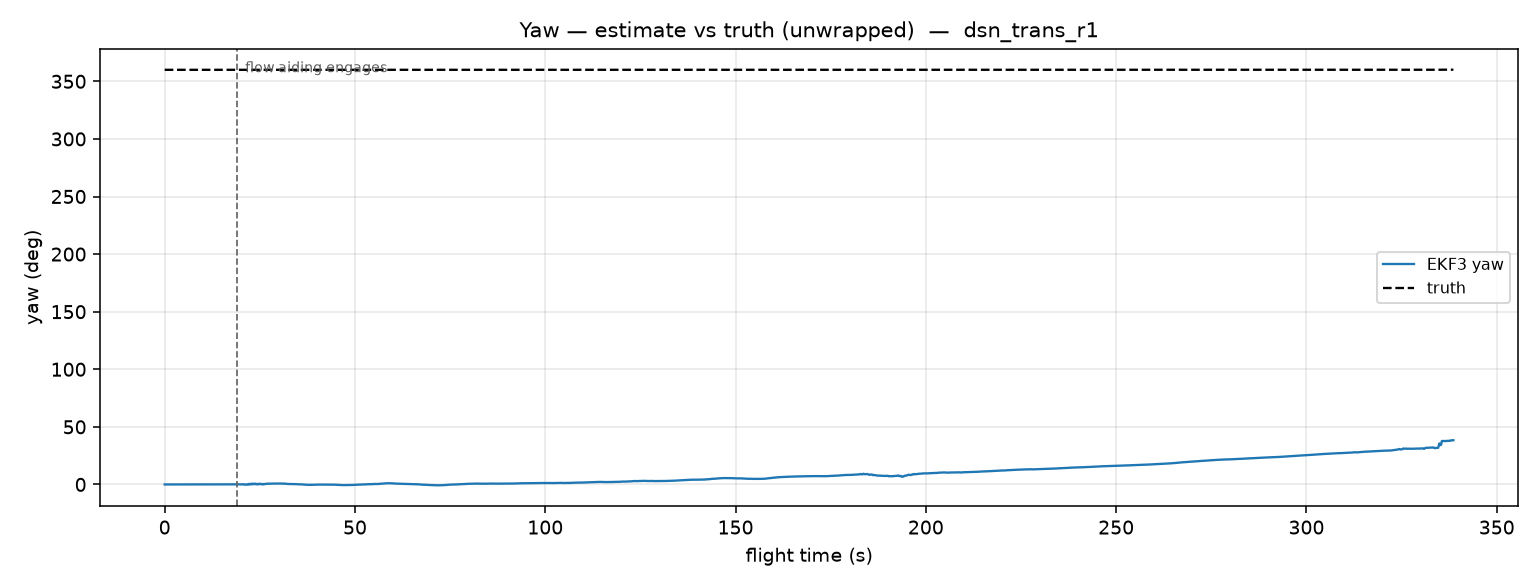 Yaw — estimate vs truth (unwrapped) — dsn_trans_r1
flow aiding engages
350
300
250
200
150
100
50
0
yaw (deg)
EKF3 yaw
truth
0 50 100 150 200 250 300 350
flight time (s)